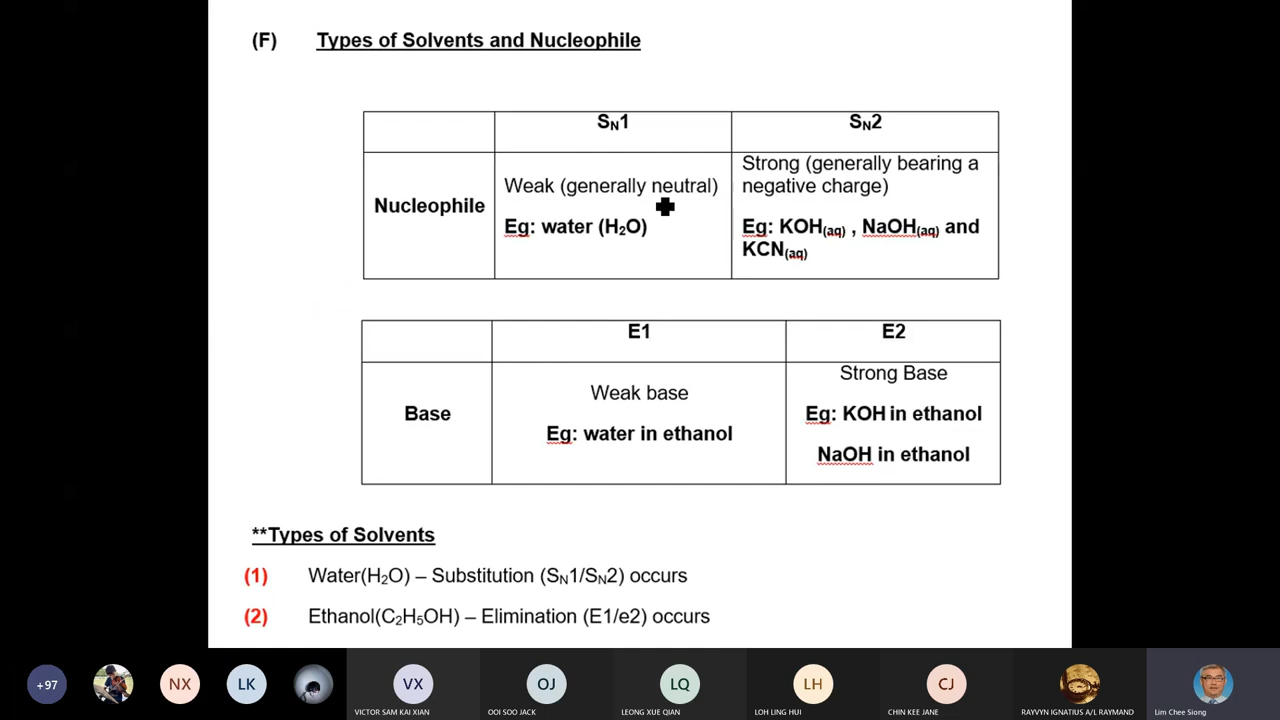 (F) Types of Solvents and Nucleophile
SN1 SN2
Nucleophile
Weak (generally neutral)
Eg: water (H2O)
Strong (generally bearing a
negative charge)
Eg: KOH(aq) , NaOH(aq) and
KCN(aq)
E1 E2
Base
Weak base
Eg: water in ethanol
Strong Base
Eg: KOH in ethanol
NaOH in ethanol
**Types of Solvents
(1) Water(H2O) – Substitution (SN1/SN2) occurs
(2) Ethanol(C2H5OH) – Elimination (E1/e2) occurs
+97 NX LK VX OJ LQ LH CJ
VICTOR SAM KAI XIAN OOI SOO JACK LEONG XUE QIAN LOH LING HUI CHIN KEE JANE RAYVYN IGNATIUS A/L RAYMAND Lim Chee Siong